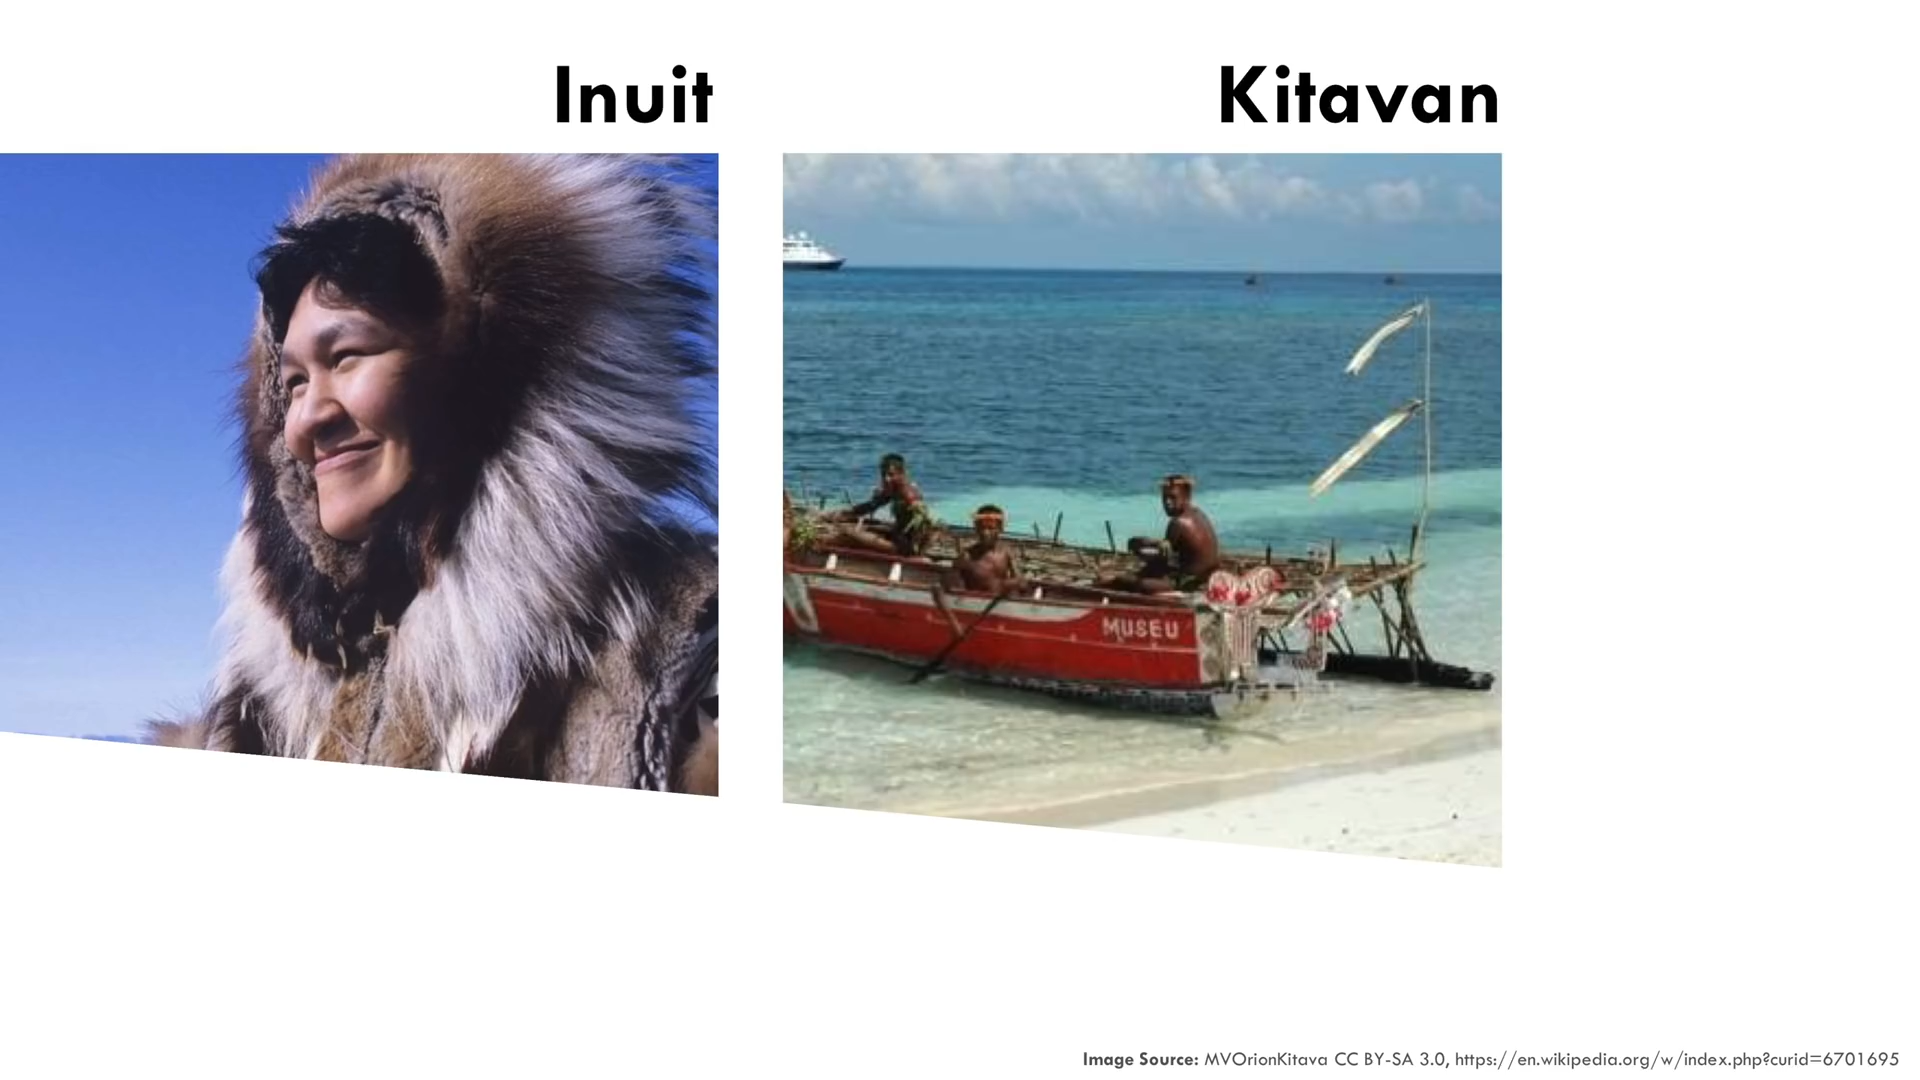 Inuit
Kitavan
MUSEU
Image Source: MVOrionKitava CC BY-SA 3.0, https://en.wikipedia.org/w/index.php?curid=6701695